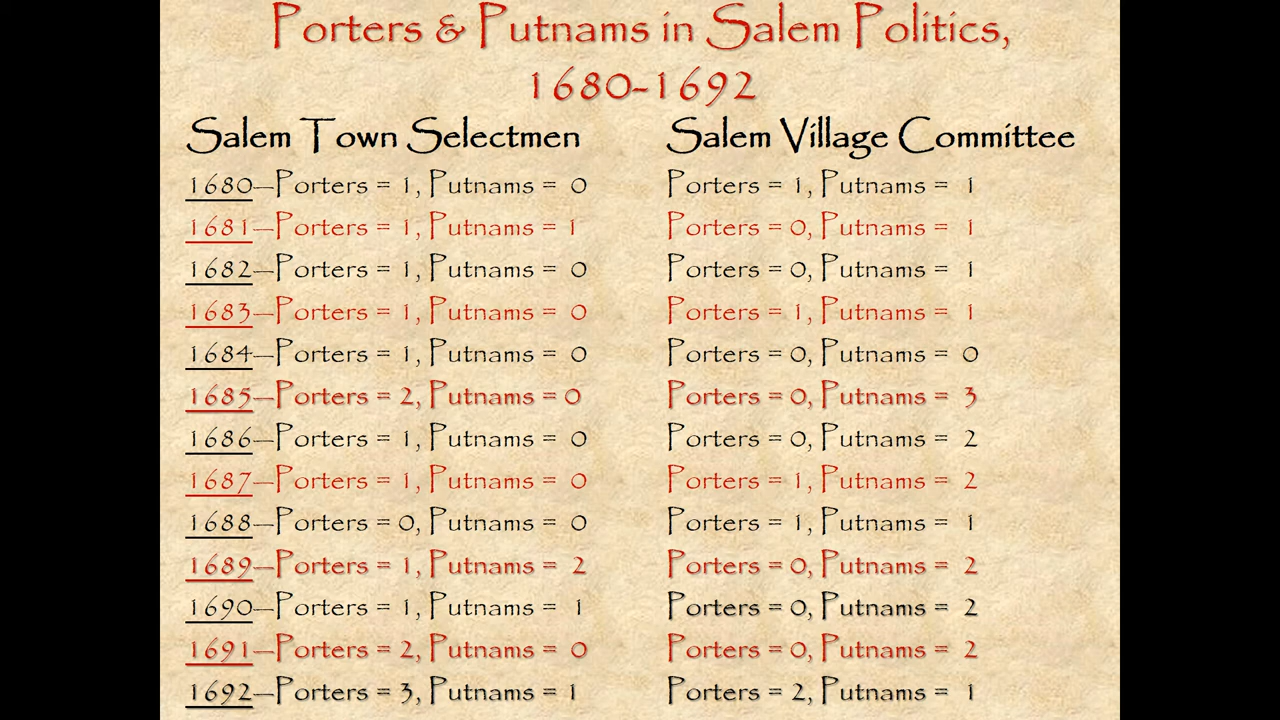 Porters & Putnams in Salem Politics,
1680-1692
Salem Town Selectmen
1680—Porters = 1, Putnams = 0
1681—Porters = 1, Putnams = 1
1682—Porters = 1, Putnams = 0
1683—Porters = 1, Putnams = 0
1684—Porters = 1, Putnams = 0
1685—Porters = 2, Putnams = 0
1686—Porters = 1, Putnams = 0
1687—Porters = 1, Putnams = 0
1688—Porters = 0, Putnams = 0
1689—Porters = 1, Putnams = 2
1690—Porters = 1, Putnams = 1
1691—Porters = 2, Putnams = 0
1692—Porters = 3, Putnams = 1
Salem Village Committee
Porters = 1, Putnams = 1
Porters = 0, Putnams = 1
Porters = 0, Putnams = 1
Porters = 1, Putnams = 1
Porters = 0, Putnams = 0
Porters = 0, Putnams = 3
Porters = 0, Putnams = 2
Porters = 1, Putnams = 2
Porters = 1, Putnams = 1
Porters = 0, Putnams = 2
Porters = 0, Putnams = 2
Porters = 0, Putnams = 2
Porters = 2, Putnams = 1